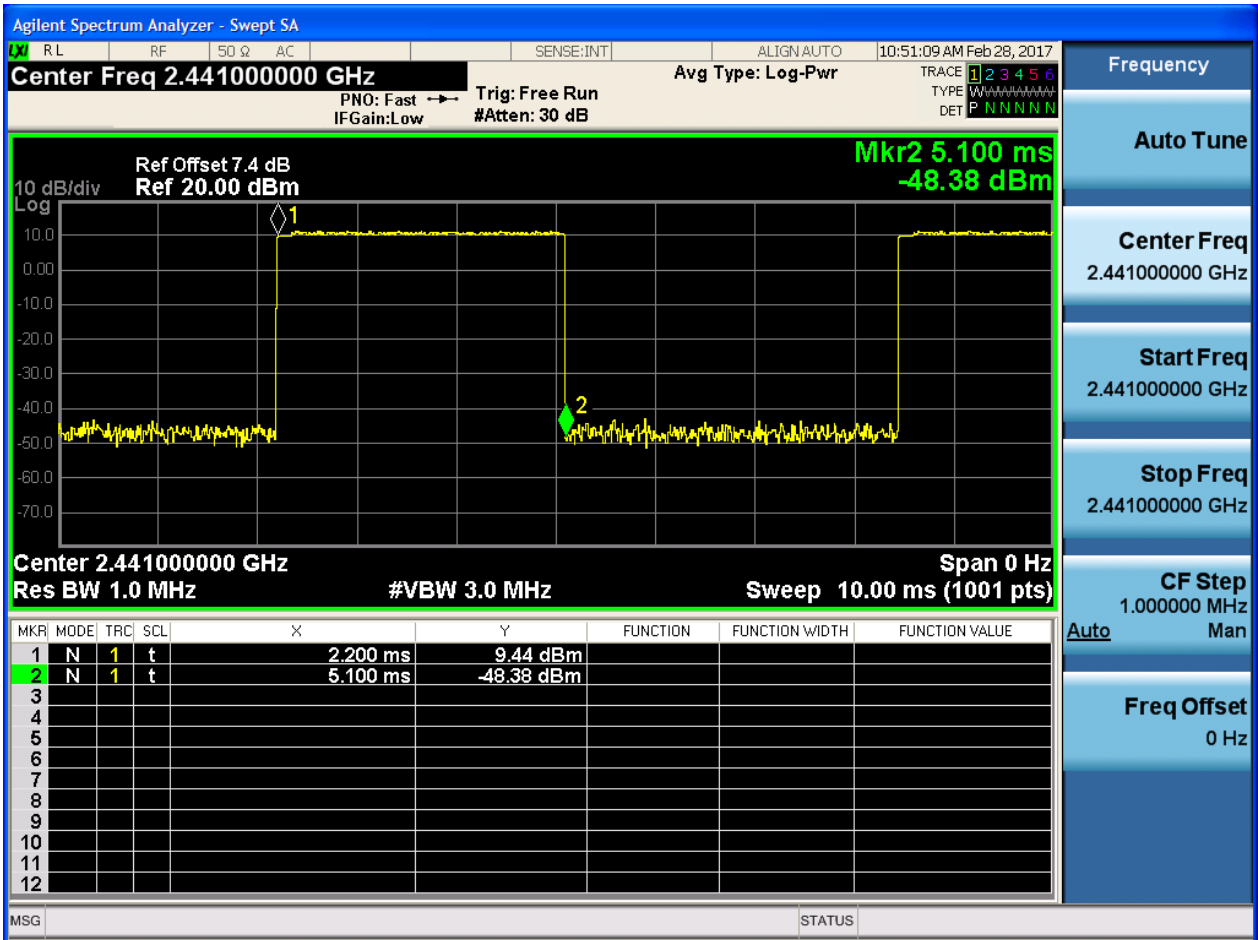 Agilent Spectrum Analyzer - Swept SA
LXI RL RF 50 Ω AC SENSE:INT ALIGN AUTO 10:51:09 AM Feb 28, 2017
Center Freq 2.441000000 GHz
PNO: Fast
IFGain:Low
Trig: Free Run
#Atten: 30 dB
Avg Type: Log-Pwr
TRACE 1 2 3 4 5 6
TYPE WWWWWW
DET P N N N N N
Ref Offset 7.4 dB
Ref 20.00 dBm
10 dB/div
Log
Mkr2 5.100 ms
-48.38 dBm
10.0
0.00
-10.0
-20.0
-30.0
-40.0
-50.0
-60.0
-70.0
1
2
Center 2.441000000 GHz
Span 0 Hz
Res BW 1.0 MHz
#VBW 3.0 MHz
Sweep 10.00 ms (1001 pts)
MKR MODE TRC SCL X Y FUNCTION FUNCTION WIDTH FUNCTION VALUE
1 N 1 t 2.200 ms 9.44 dBm
2 N 1 t 5.100 ms -48.38 dBm
3
4
5
6
7
8
9
10
11
12
MSG STATUS
Frequency
Auto Tune
Center Freq
2.441000000 GHz
Start Freq
2.441000000 GHz
Stop Freq
2.441000000 GHz
CF Step
1.000000 MHz
Auto Man
Freq Offset
0 Hz